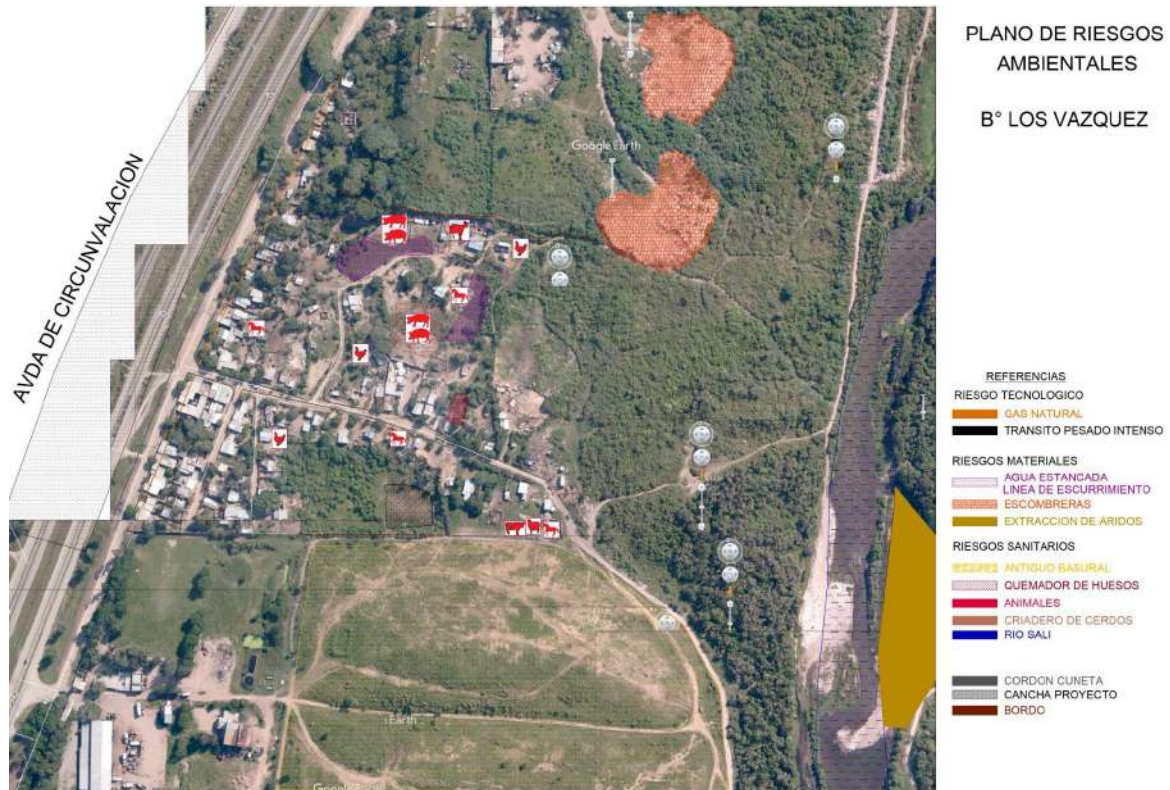 PLANO DE RIESGOS
AMBIENTALES
B° LOS VAZQUEZ
AVDA DE CIRCUNVALACION
Google Earth
Earth
REFERENCIAS
RIESGO TECNOLOGICO
GAS NATURAL
TRANSITO PESADO INTENSO
RIESGOS MATERIALES
AGUA ESTANCADA
LINEA DE ESCURRIMIENTO
ESCOMBRERAS
EXTRACCION DE ARIDOS
RIESGOS SANITARIOS
ANTIGUO BASURAL
QUEMADOR DE HUESOS
ANIMALES
CRIADERO DE CERDOS
RIO SALI
CORDON CUNETA
CANCHA PROYECTO
BORDO